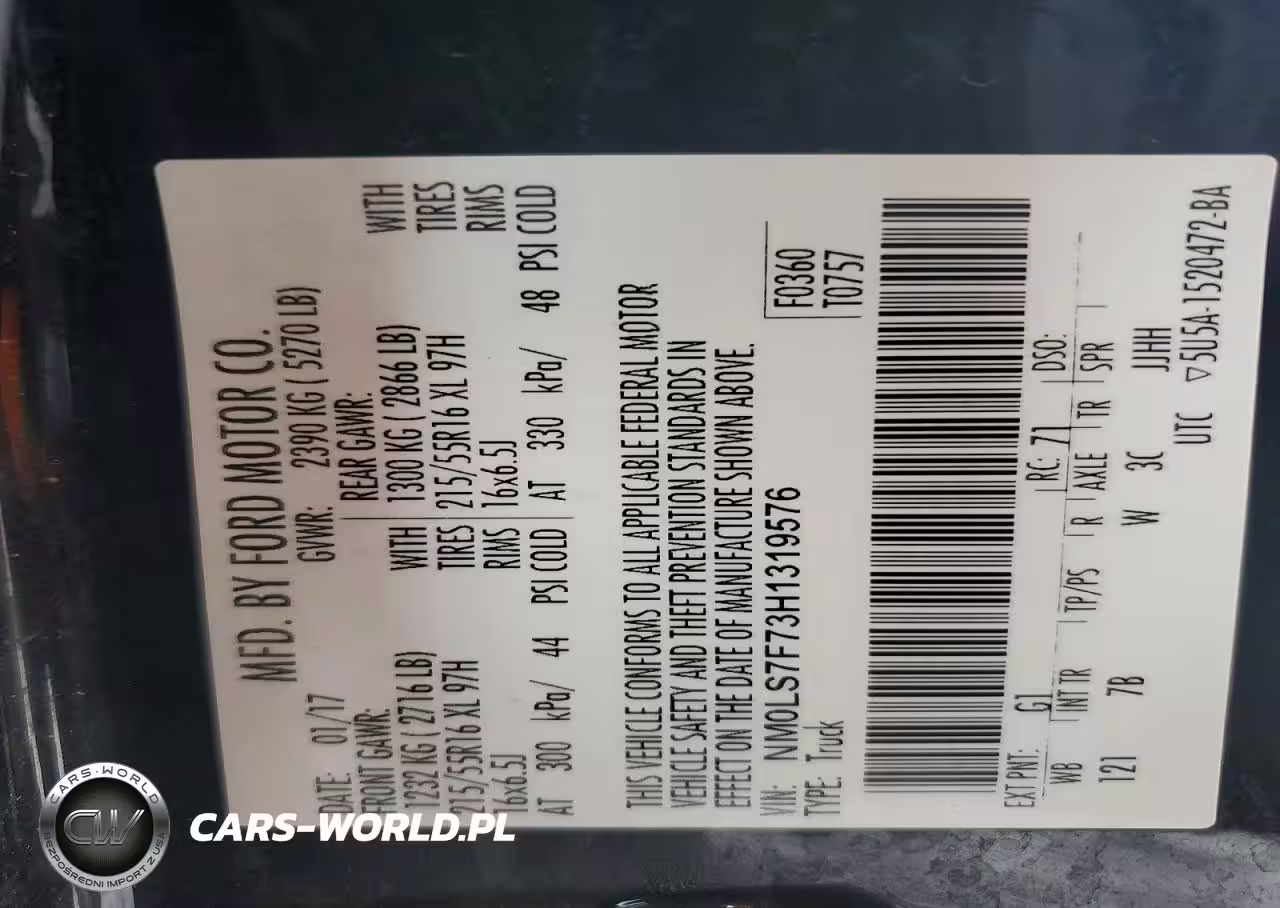 MFD. BY FORD MOTOR CO.
DATE: 01/17 GVWR: 2390 KG ( 5270 LB)
FRONT GAWR: REAR GAWR:
1232 KG ( 2716 LB) WITH 1300 KG ( 2866 LB) WITH
215/55R16 XL 97H TIRES 215/55R16 XL 97H TIRES
16x6.5J RIMS 16x6.5J RIMS
AT 300 kPa/ 44 PSI COLD AT 330 kPa/ 48 PSI COLD
THIS VEHICLE CONFORMS TO ALL APPLICABLE FEDERAL MOTOR
VEHICLE SAFETY AND THEFT PREVENTION STANDARDS IN
EFFECT ON THE DATE OF MANUFACTURE SHOWN ABOVE.
VIN: NM0LS7F73H1319576 F0360
TYPE: Truck T0757
EXT PNT: G1 RC: 71 DSO:
WB INT TR TP/PS R AXLE TR SPR
121 7B W 3C JJHH
UTC ▽5U5A-1520472-BA
CARS-WORLD
CW
BEZPOŚREDNI IMPORT Z USA
CARS-WORLD.PL